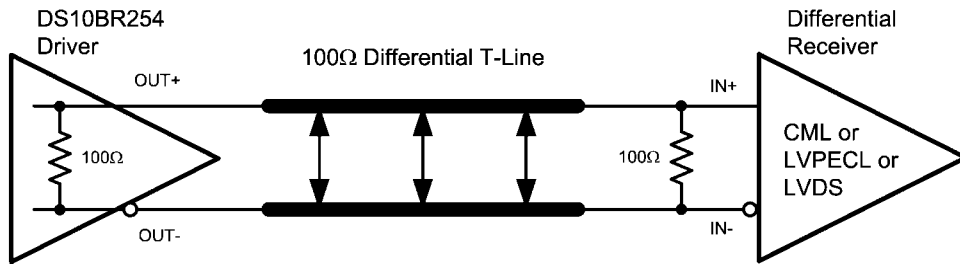 DS10BR254
Driver
OUT+
100Ω
OUT-
100Ω Differential T-Line
Differential
Receiver
IN+
100Ω
IN-
CML or
LVPECL or
LVDS